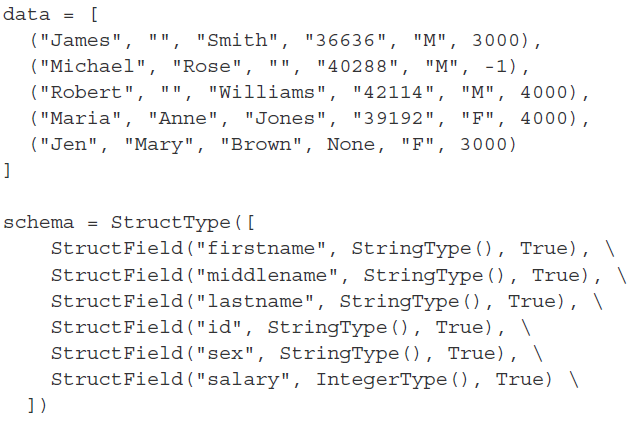 data = [
  ("James", "", "Smith", "36636", "M", 3000),
  ("Michael", "Rose", "", "40288", "M", -1),
  ("Robert", "", "Williams", "42114", "M", 4000),
  ("Maria", "Anne", "Jones", "39192", "F", 4000),
  ("Jen", "Mary", "Brown", None, "F", 3000)
]

schema = StructType([
    StructField("firstname", StringType(), True), \
    StructField("middlename", StringType(), True), \
    StructField("lastname", StringType(), True), \
    StructField("id", StringType(), True), \
    StructField("sex", StringType(), True), \
    StructField("salary", IntegerType(), True) \
  ])